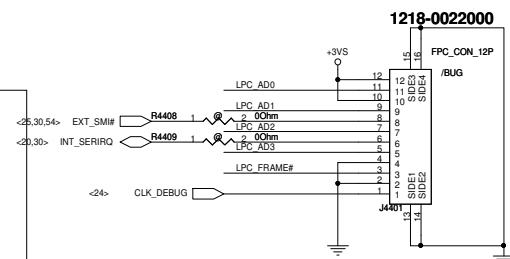 1218-0022000
+3VS
15
16
FPC_CON_12P
/BUG
SIDE3
SIDE4
LPC_AD0
12
12
11
11
10
10
LPC_AD1
9
9
<25,30,54> EXT_SMI# R4408 1 @ 2 0Ohm
8
8
LPC_AD2
7
7
<20,30> INT_SERIRQ R4409 1 @ 2 0Ohm
6
6
LPC_AD3
5
5
4
4
LPC_FRAME#
3
3
2
2
<24> CLK_DEBUG
1
1
SIDE1
SIDE2
J4401
13
14